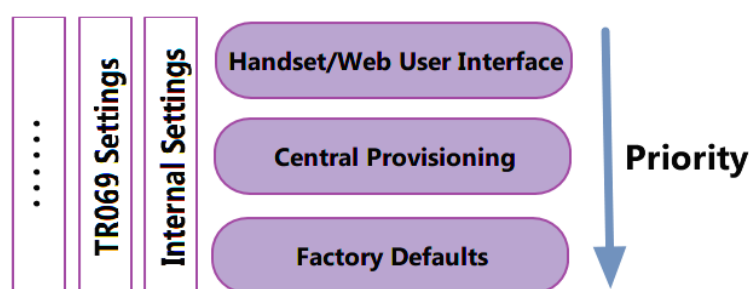 ......
TR069 Settings
Internal Settings
Handset/Web User Interface
Central Provisioning
Factory Defaults
Priority